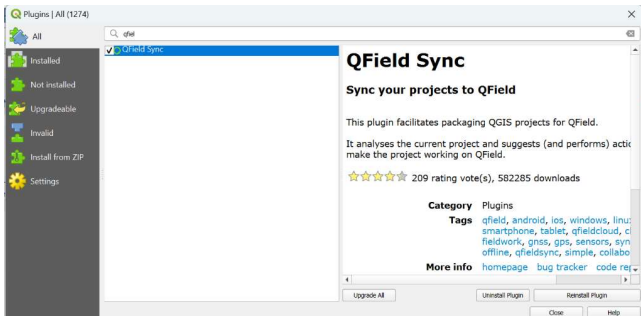 Plugins | All (1274)
All
qfiel
Installed
Not installed
Upgradeable
Invalid
Install from ZIP
Settings
QField Sync
QField Sync
Sync your projects to QField
This plugin facilitates packaging QGIS projects for QField.
It analyses the current project and suggests (and performs) actic
make the project working on QField.
209 rating vote(s), 582285 downloads
Category Plugins
Tags qfield, android, ios, windows, linu
smartphone, tablet, qfieldcloud, cl
fieldwork, gnss, gps, sensors, syn
offline, qfieldsync, simple, collabo
More info homepage bug tracker code rep
Upgrade All Uninstall Plugin Reinstall Plugin
Close Help